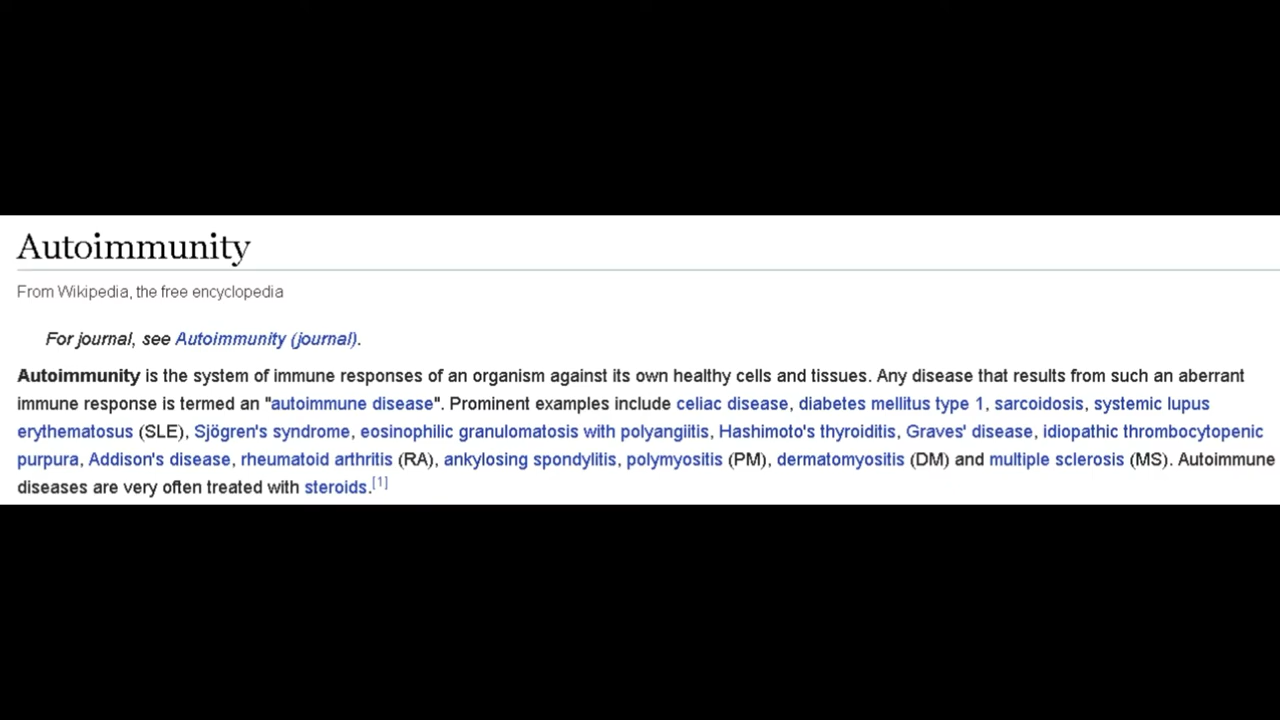 Autoimmunity
From Wikipedia, the free encyclopedia
For journal, see Autoimmunity (journal).
Autoimmunity is the system of immune responses of an organism against its own healthy cells and tissues. Any disease that results from such an aberrant
immune response is termed an "autoimmune disease". Prominent examples include celiac disease, diabetes mellitus type 1, sarcoidosis, systemic lupus
erythematosus (SLE), Sjögren's syndrome, eosinophilic granulomatosis with polyangiitis, Hashimoto's thyroiditis, Graves' disease, idiopathic thrombocytopenic
purpura, Addison's disease, rheumatoid arthritis (RA), ankylosing spondylitis, polymyositis (PM), dermatomyositis (DM) and multiple sclerosis (MS). Autoimmune
diseases are very often treated with steroids.[1]